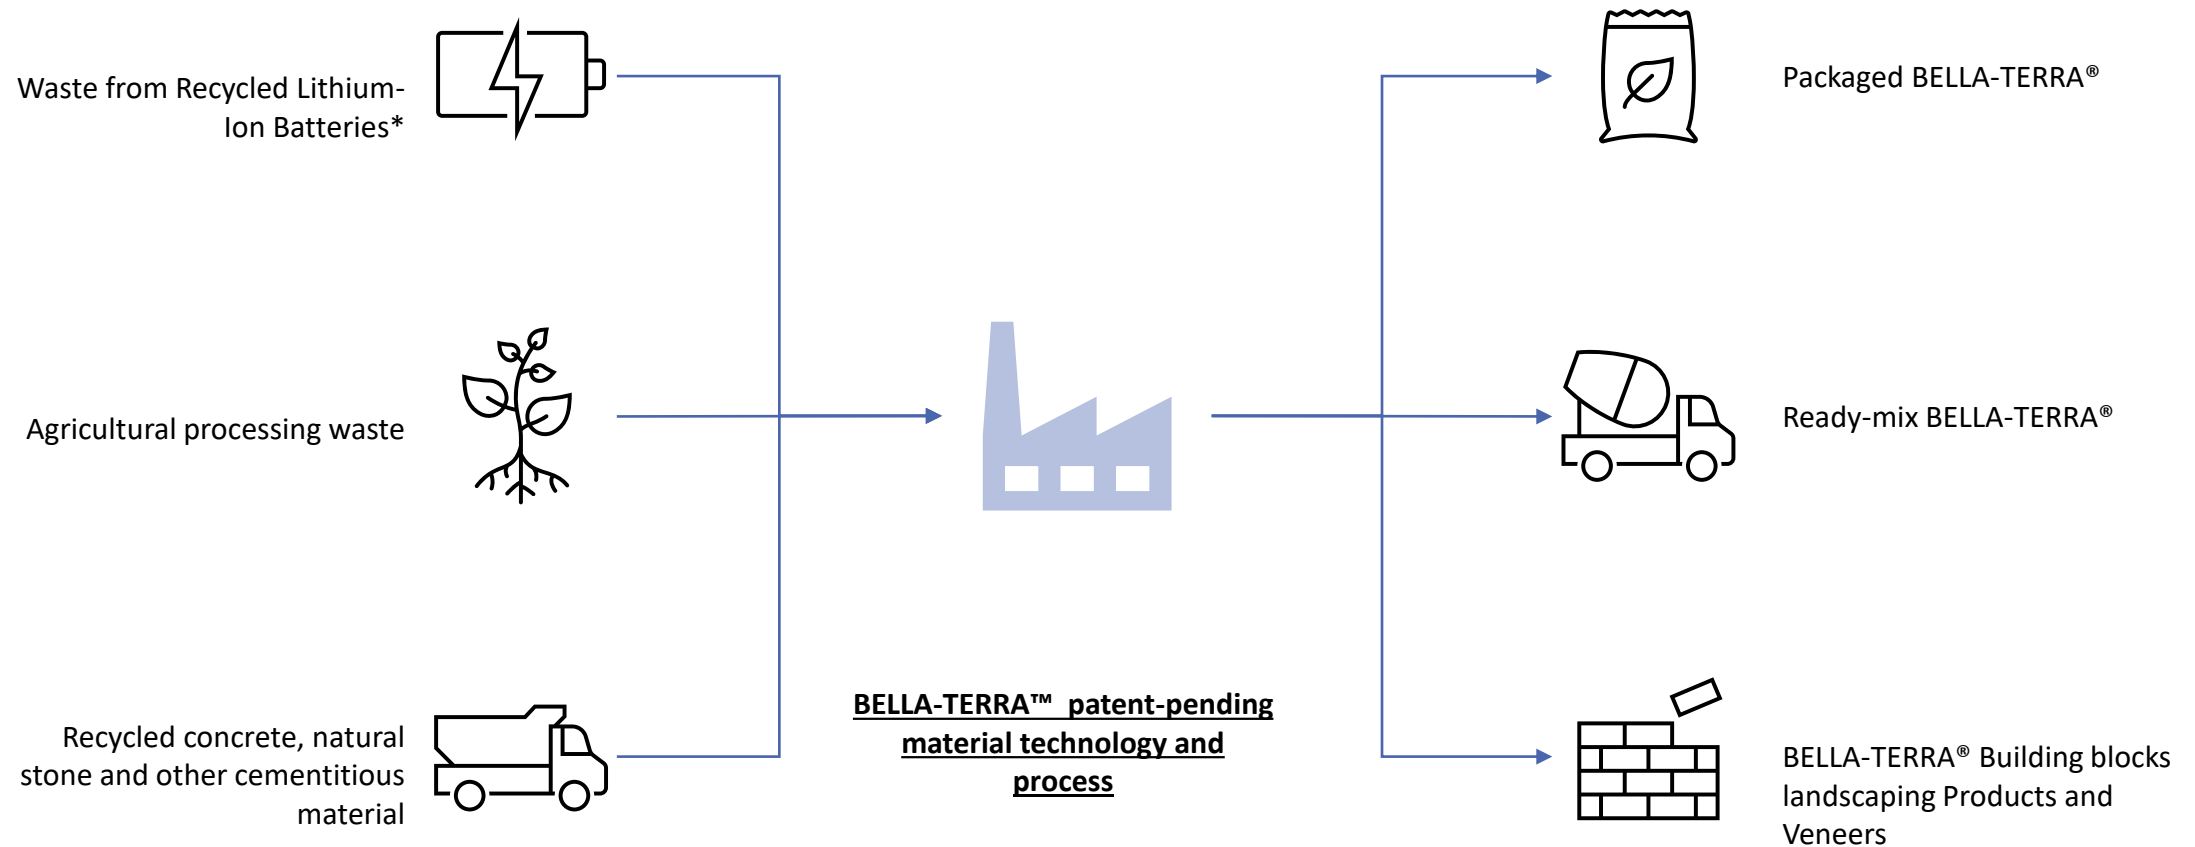 Waste from Recycled Lithium-
Ion Batteries*
Agricultural processing waste
Recycled concrete, natural
stone and other cementitious
material
BELLA-TERRA™ patent-pending
material technology and
process
Packaged BELLA-TERRA®
Ready-mix BELLA-TERRA®
BELLA-TERRA® Building blocks
landscaping Products and
Veneers